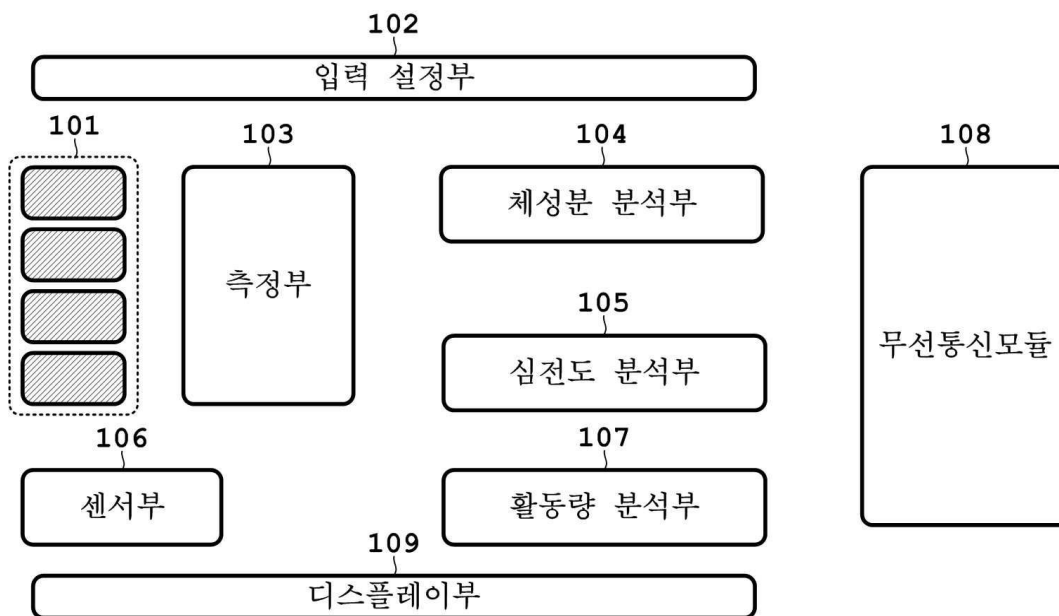 102
입력 설정부
101
103
104
108
체성분 분석부
측정부
105
무선통신모듈
심전도 분석부
106
107
센서부
활동량 분석부
109
디스플레이부